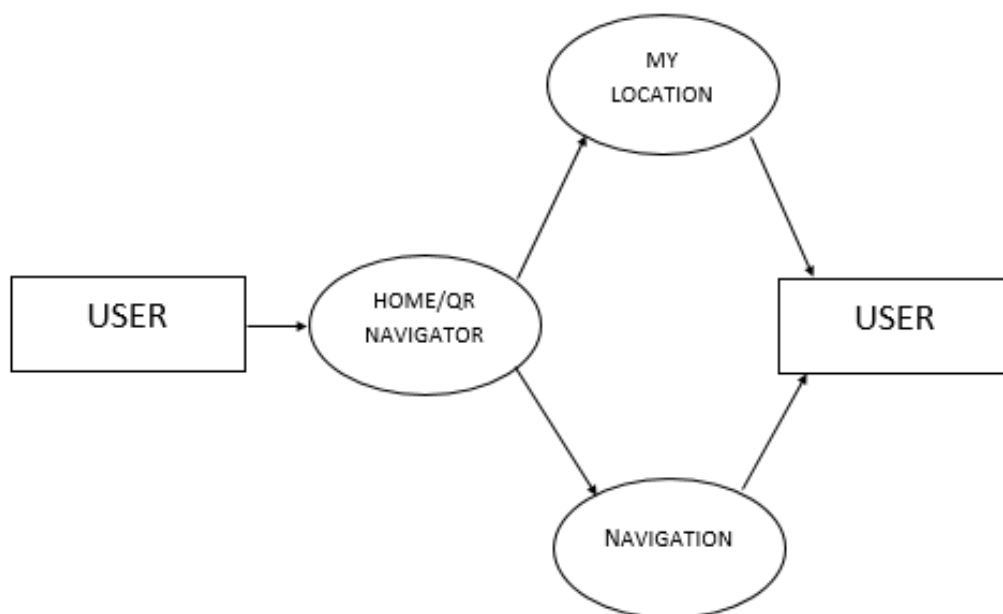 MY
LOCATION
USER
HOME/QR
NAVIGATOR
USER
NAVIGATION